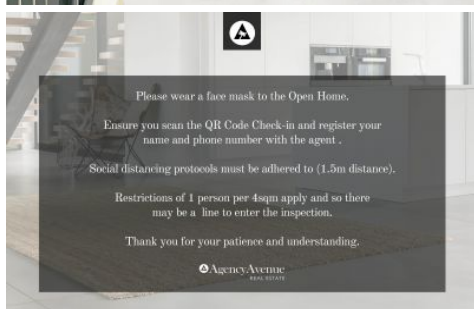 Please wear a face mask to the Open Home.
Ensure you scan the QR Code Check-in and register your
name and phone number with the agent .
Social distancing protocols must be adhered to (1.5m distance).
Restrictions of 1 person per 4sqm apply and so there
may be a line to enter the inspection.
Thank you for your patience and understanding.
AgencyAvenue
REAL ESTATE